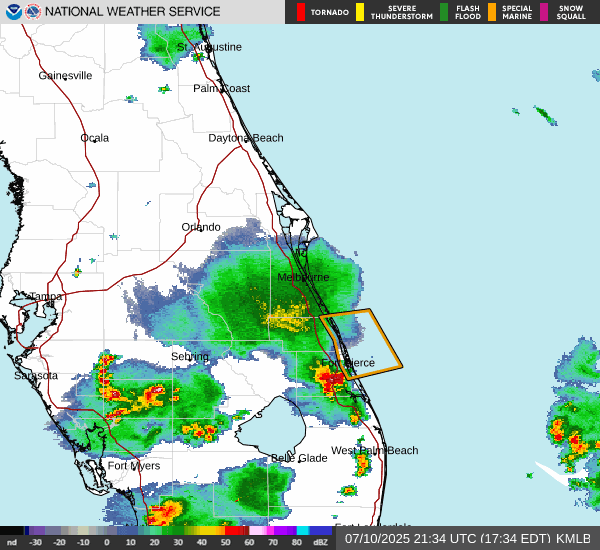 NATIONAL WEATHER SERVICE
TORNADO
SEVERE THUNDERSTORM
FLASH FLOOD
SPECIAL MARINE
SNOW SQUALL
St. Augustine
Gainesville
Palm Coast
Ocala
Daytona Beach
Orlando
Melbourne
Tampa
Sebring
Fort Pierce
Sarasota
West Palm Beach
Belle Glade
Fort Myers
nd -30 -20 -10 0 10 20 30 40 50 60 70 80 dBZ
07/10/2025 21:34 UTC (17:34 EDT) KMLB